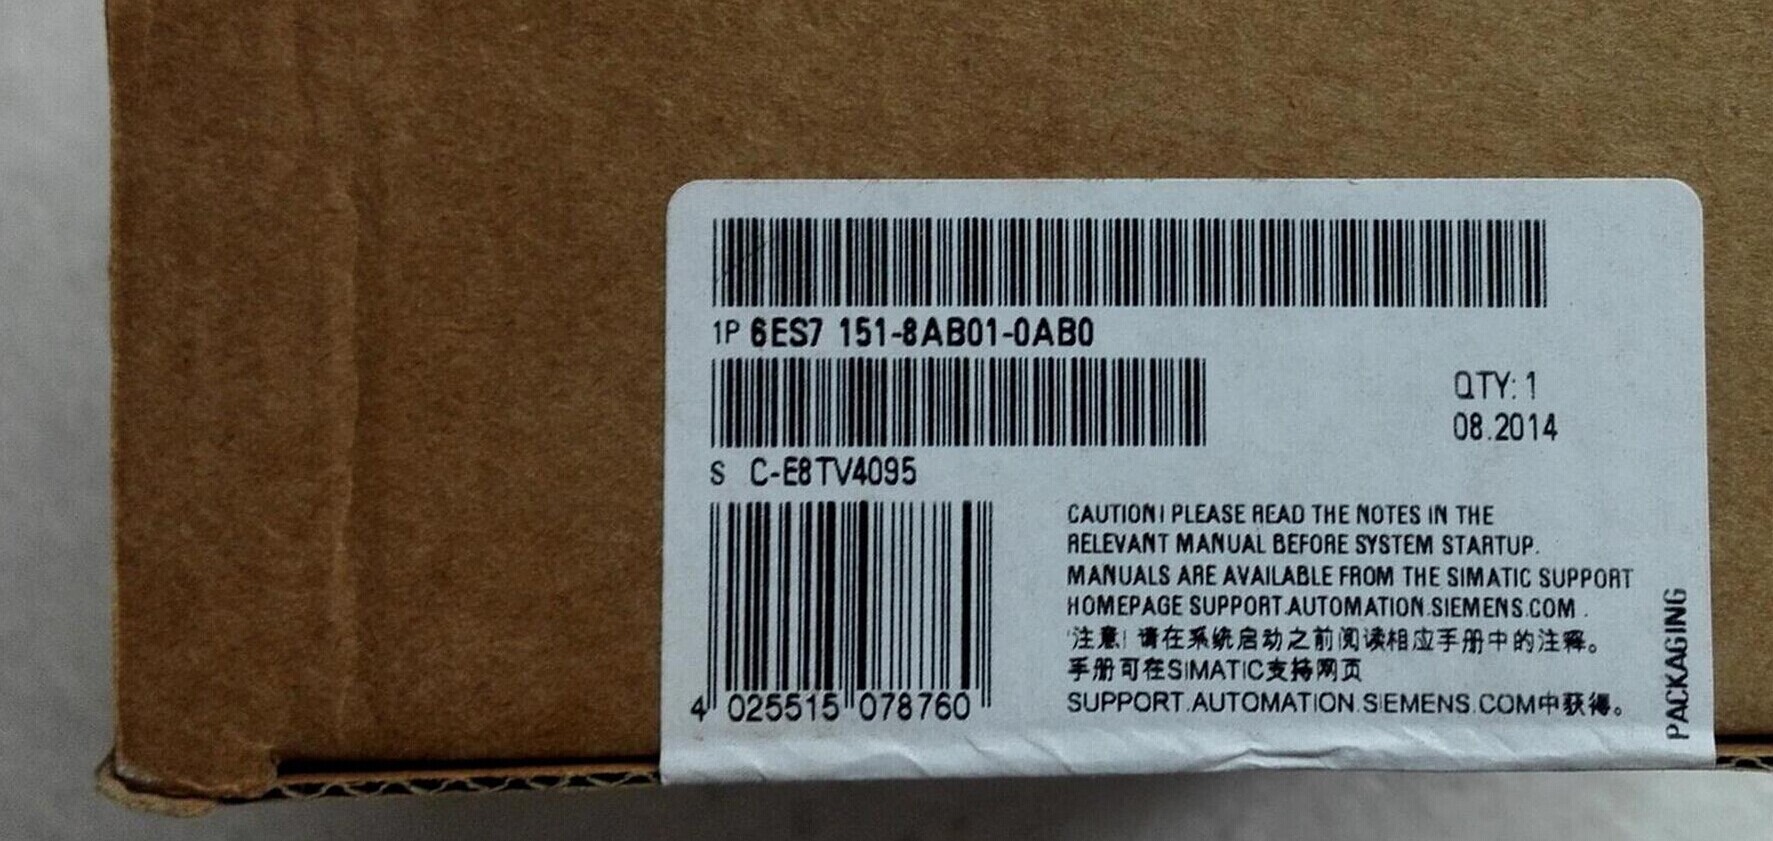 1P 6ES7 151-8AB01-0AB0
QTY: 1
08.2014
S C-E8TV4095
CAUTION! PLEASE READ THE NOTES IN THE
RELEVANT MANUAL BEFORE SYSTEM STARTUP.
MANUALS ARE AVAILABLE FROM THE SIMATIC SUPPORT
HOMEPAGE SUPPORT.AUTOMATION.SIEMENS.COM.
注意! 请在系统启动之前阅读相应手册中的注释。
手册可在SIMATIC支持网页
SUPPORT.AUTOMATION.SIEMENS.COM中获得。
4 025515 078760
PACKAGING